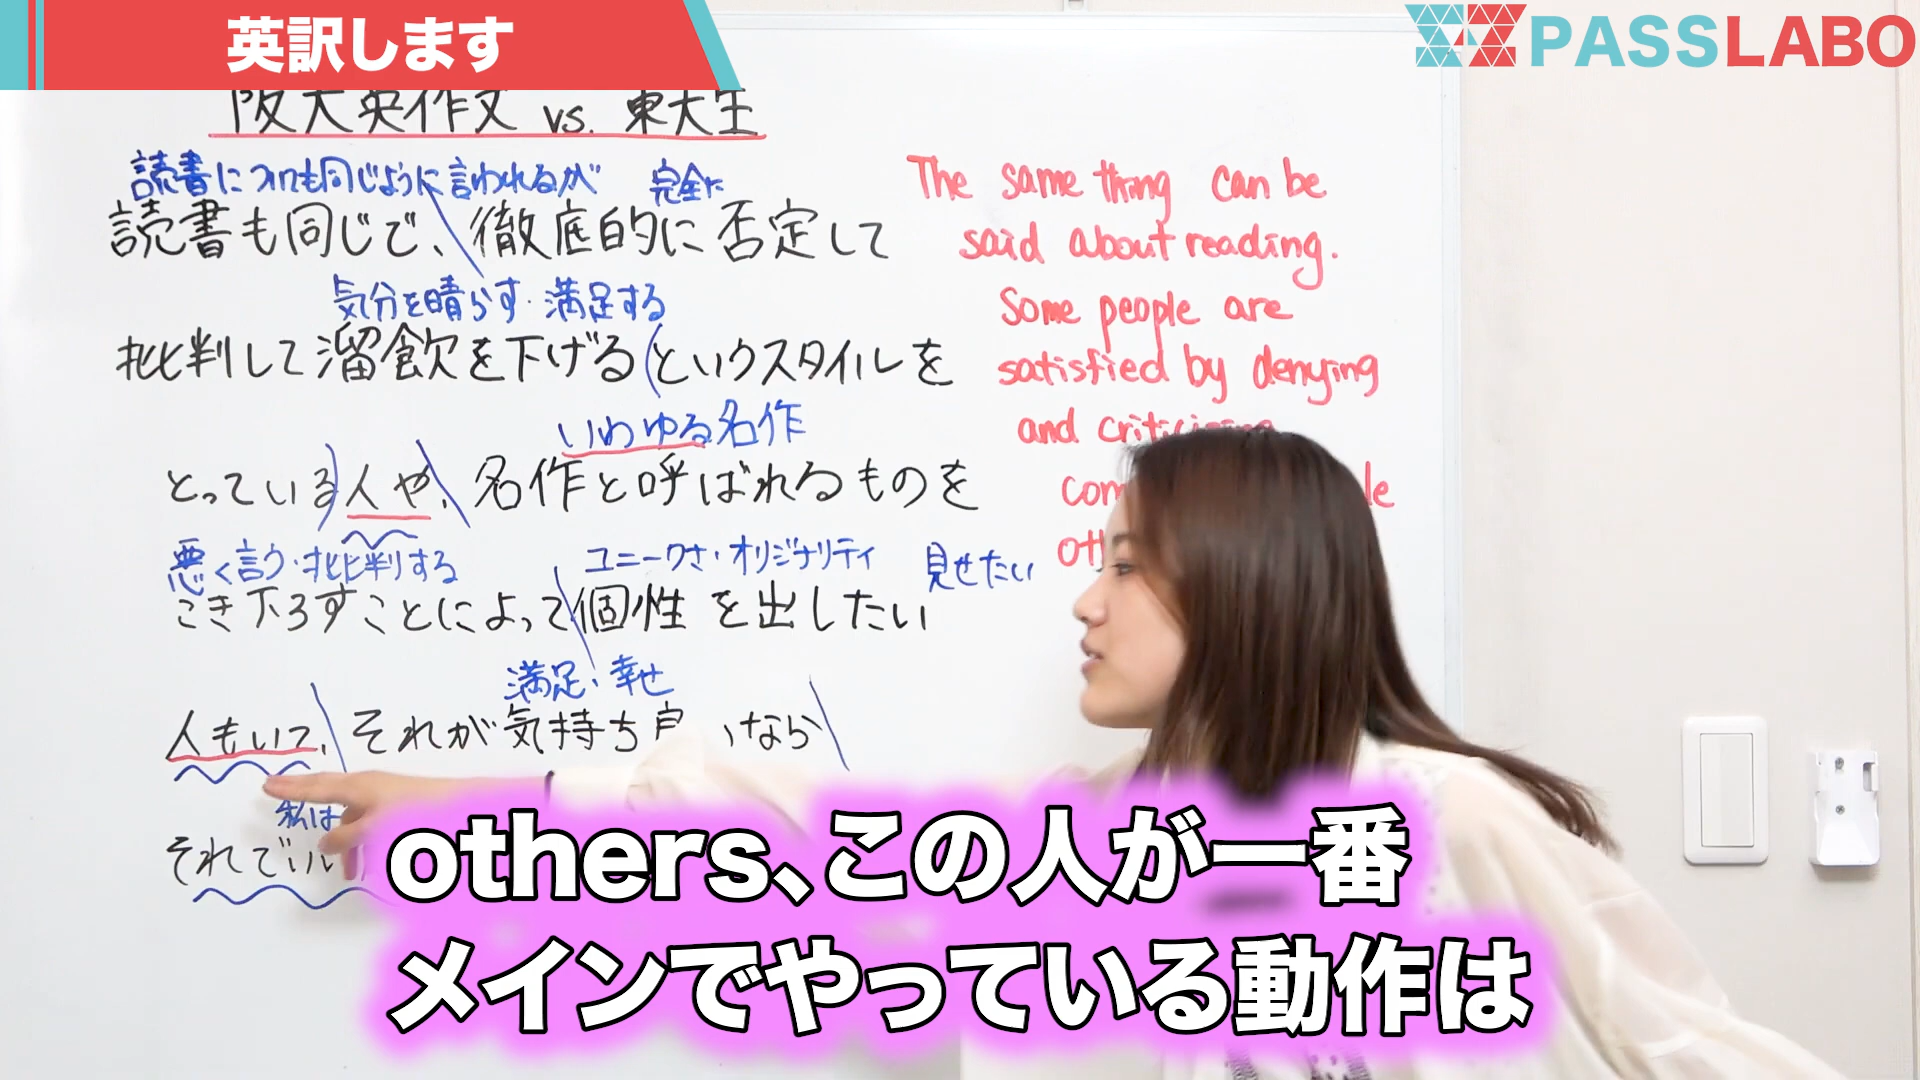 英訳します
PASSLABO
阪大英作文 vs. 東大生
読書についても同じように言われるが 完全に
読書も同じで、徹底的に否定して
気分を晴らす・満足する
批判して溜飲を下げるというスタイルを
いわゆる名作
とっている人や、名作と呼ばれるものを
悪く言う・批判する ユニークさ・オリジナリティ 見せたい
こき下ろすことによって個性を出したい
満足・幸せ
人もいて、それが気持ち良いなら
私は
それでいい
The same thing can be
said about reading.
Some people are
satisfied by denying
and criticizing
others、この人が一番
メインでやっている動作は